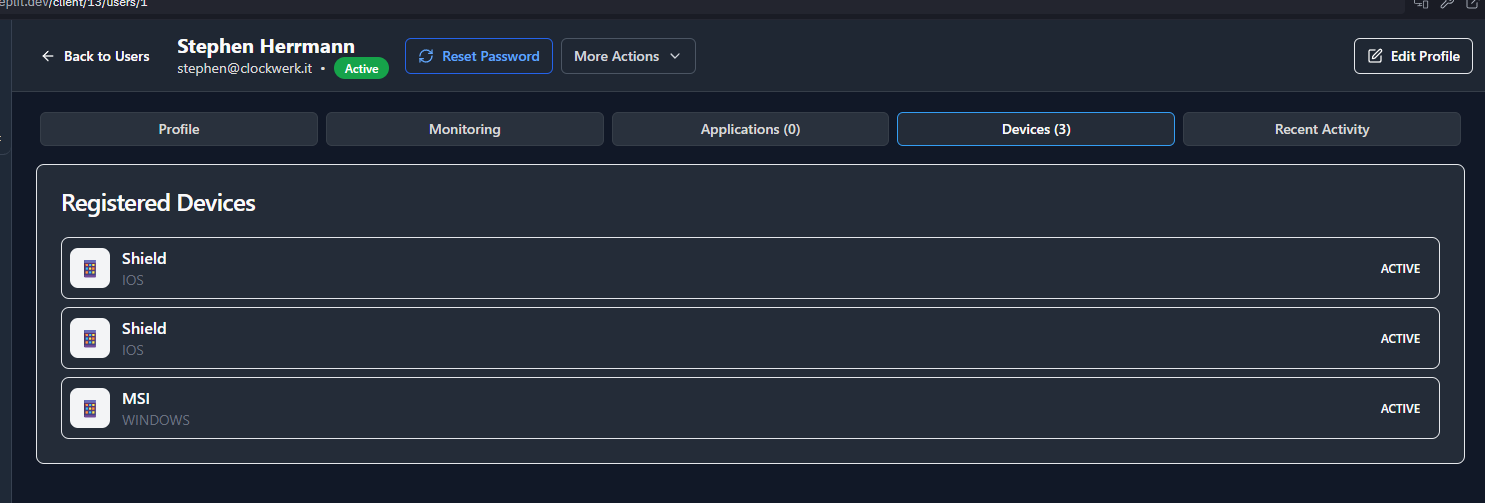 /client/13/users/1
Back to Users
Stephen Herrmann
stephen@clockwerk.it • Active
Reset Password
More Actions
Edit Profile
Profile
Monitoring
Applications (0)
Devices (3)
Recent Activity
Registered Devices
Shield
IOS
ACTIVE
Shield
IOS
ACTIVE
MSI
WINDOWS
ACTIVE